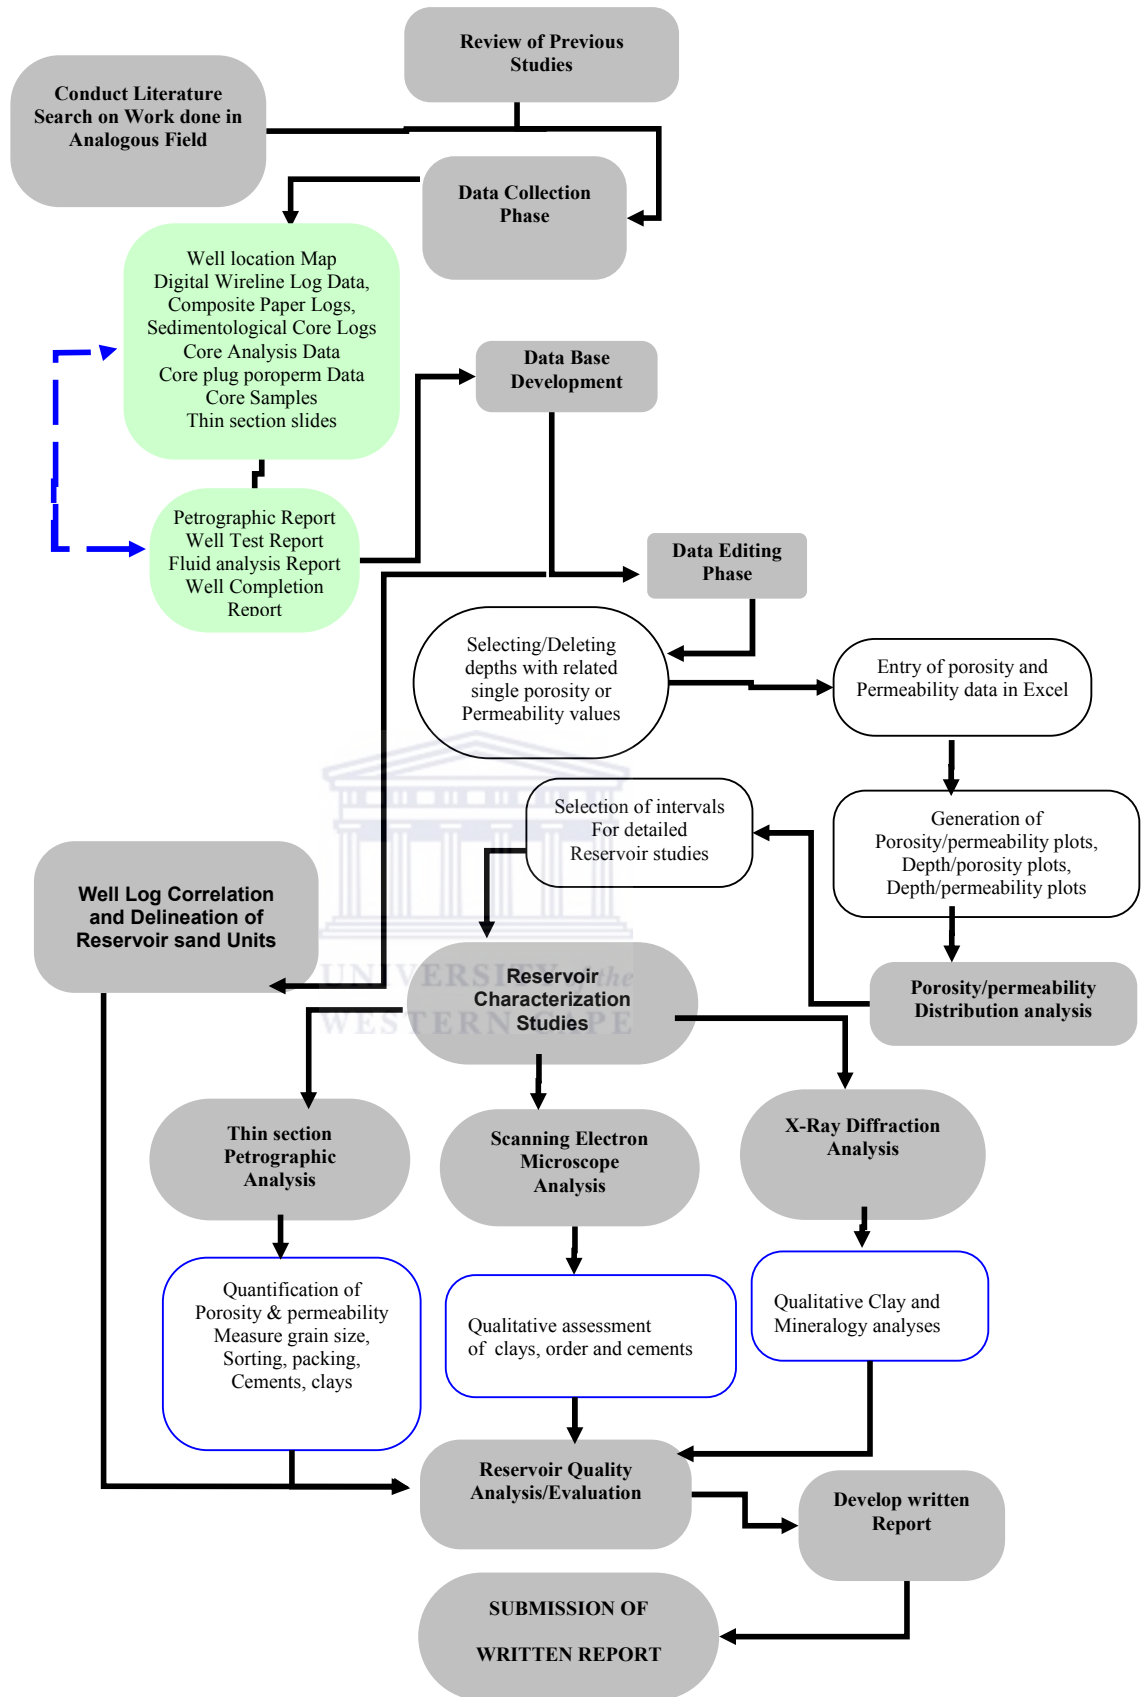 Review of Previous
Studies
Conduct Literature
Search on Work done in
Analogous Field
Data Collection
Phase
Well location Map
Digital Wireline Log Data,
Composite Paper Logs,
Sedimentological Core Logs
Core Analysis Data
Core plug poroperm Data
Core Samples
Thin section slides
Data Base
Development
Petrographic Report
Well Test Report
Fluid analysis Report
Well Completion
Report
Data Editing
Phase
Selecting/Deleting
depths with related
single porosity or
Permeability values
Entry of porosity and
Permeability data in Excel
Selection of intervals
For detailed
Reservoir studies
Generation of
Porosity/permeability plots,
Depth/porosity plots,
Depth/permeability plots
Well Log Correlation
and Delineation of
Reservoir sand Units
UNIVERSITY of the
WESTERN CAPE
Reservoir
Characterization
Studies
Porosity/permeability
Distribution analysis
Thin section
Petrographic
Analysis
Scanning Electron
Microscope
Analysis
X-Ray Diffraction
Analysis
Quantification of
Porosity & permeability
Measure grain size,
Sorting, packing,
Cements, clays
Qualitative assessment
of clays, order and cements
Qualitative Clay and
Mineralogy analyses
Reservoir Quality
Analysis/Evaluation
Develop written
Report
SUBMISSION OF
WRITTEN REPORT